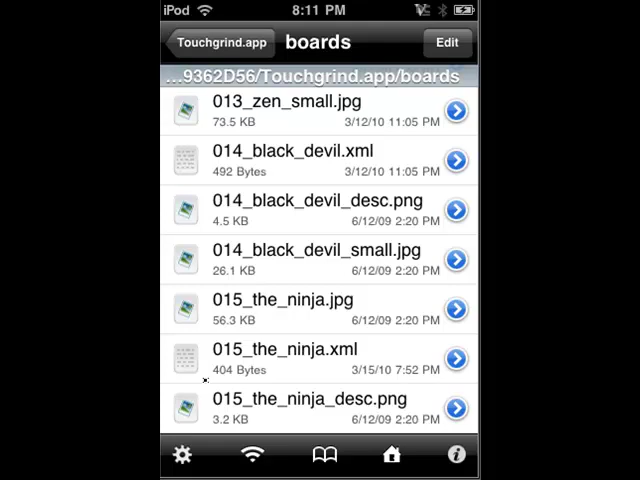 iPod 8:11 PM
Touchgrind.app boards Edit
...9362D56/Touchgrind.app/boards
013_zen_small.jpg
73.5 KB 3/12/10 11:05 PM
014_black_devil.xml
492 Bytes 3/12/10 11:05 PM
014_black_devil_desc.png
4.5 KB 6/12/09 2:20 PM
014_black_devil_small.jpg
26.1 KB 6/12/09 2:20 PM
015_the_ninja.jpg
56.3 KB 6/12/09 2:20 PM
015_the_ninja.xml
404 Bytes 3/15/10 7:52 PM
015_the_ninja_desc.png
3.2 KB 6/12/09 2:20 PM